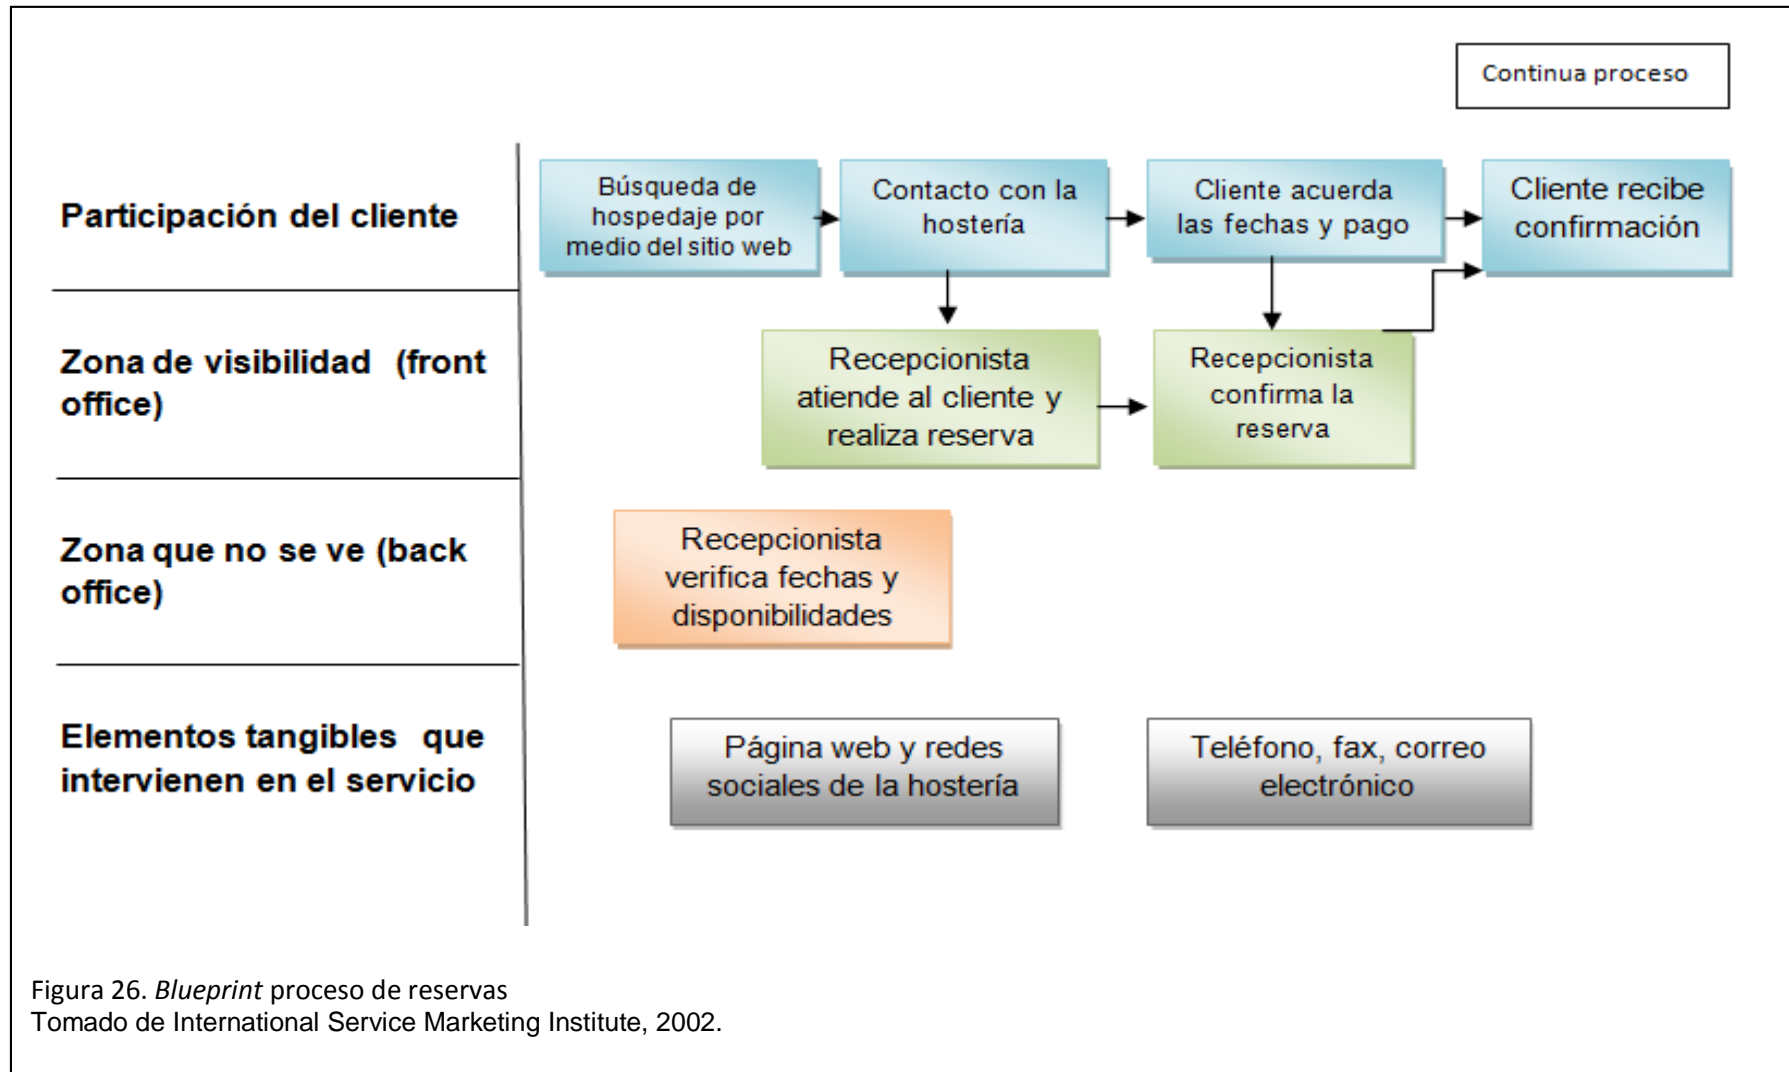 Continua proceso
Participación del cliente
Búsqueda de
hospedaje por
medio del sitio web
Contacto con la
hostería
Cliente acuerda
las fechas y pago
Cliente recibe
confirmación
Zona de visibilidad (front
office)
Recepcionista
atiende al cliente y
realiza reserva
Recepcionista
confirma la
reserva
Zona que no se ve (back
office)
Recepcionista
verifica fechas y
disponibilidades
Elementos tangibles que
intervienen en el servicio
Página web y redes
sociales de la hostería
Teléfono, fax, correo
electrónico
Figura 26. Blueprint proceso de reservas
Tomado de International Service Marketing Institute, 2002.